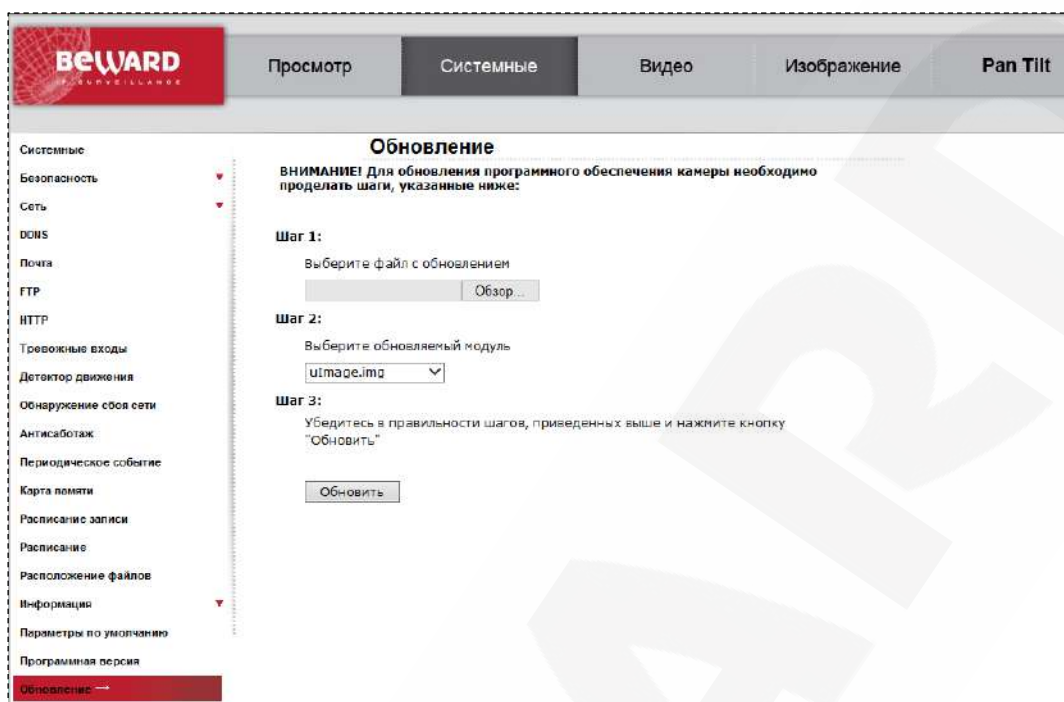 BEWARD
Просмотр
Системные
Видео
Изображение
Pan Tilt
Системные
Безопасность
Сеть
DDNS
Почта
FTP
HTTP
Тревожные входы
Детектор движения
Обнаружение сбоя сети
Антисаботаж
Периодическое событие
Карта памяти
Расписание записи
Расписание
Расположение файлов
Информация
Параметры по умолчанию
Программная версия
Обновление →
Обновление
ВНИМАНИЕ! Для обновления программного обеспечения камеры необходимо
проделать шаги, указанные ниже:
Шаг 1:
Выберите файл с обновлением
Обзор...
Шаг 2:
Выберите обновляемый модуль
uImage.img
Шаг 3:
Убедитесь в правильности шагов, приведенных выше и нажмите кнопку
"Обновить"
Обновить